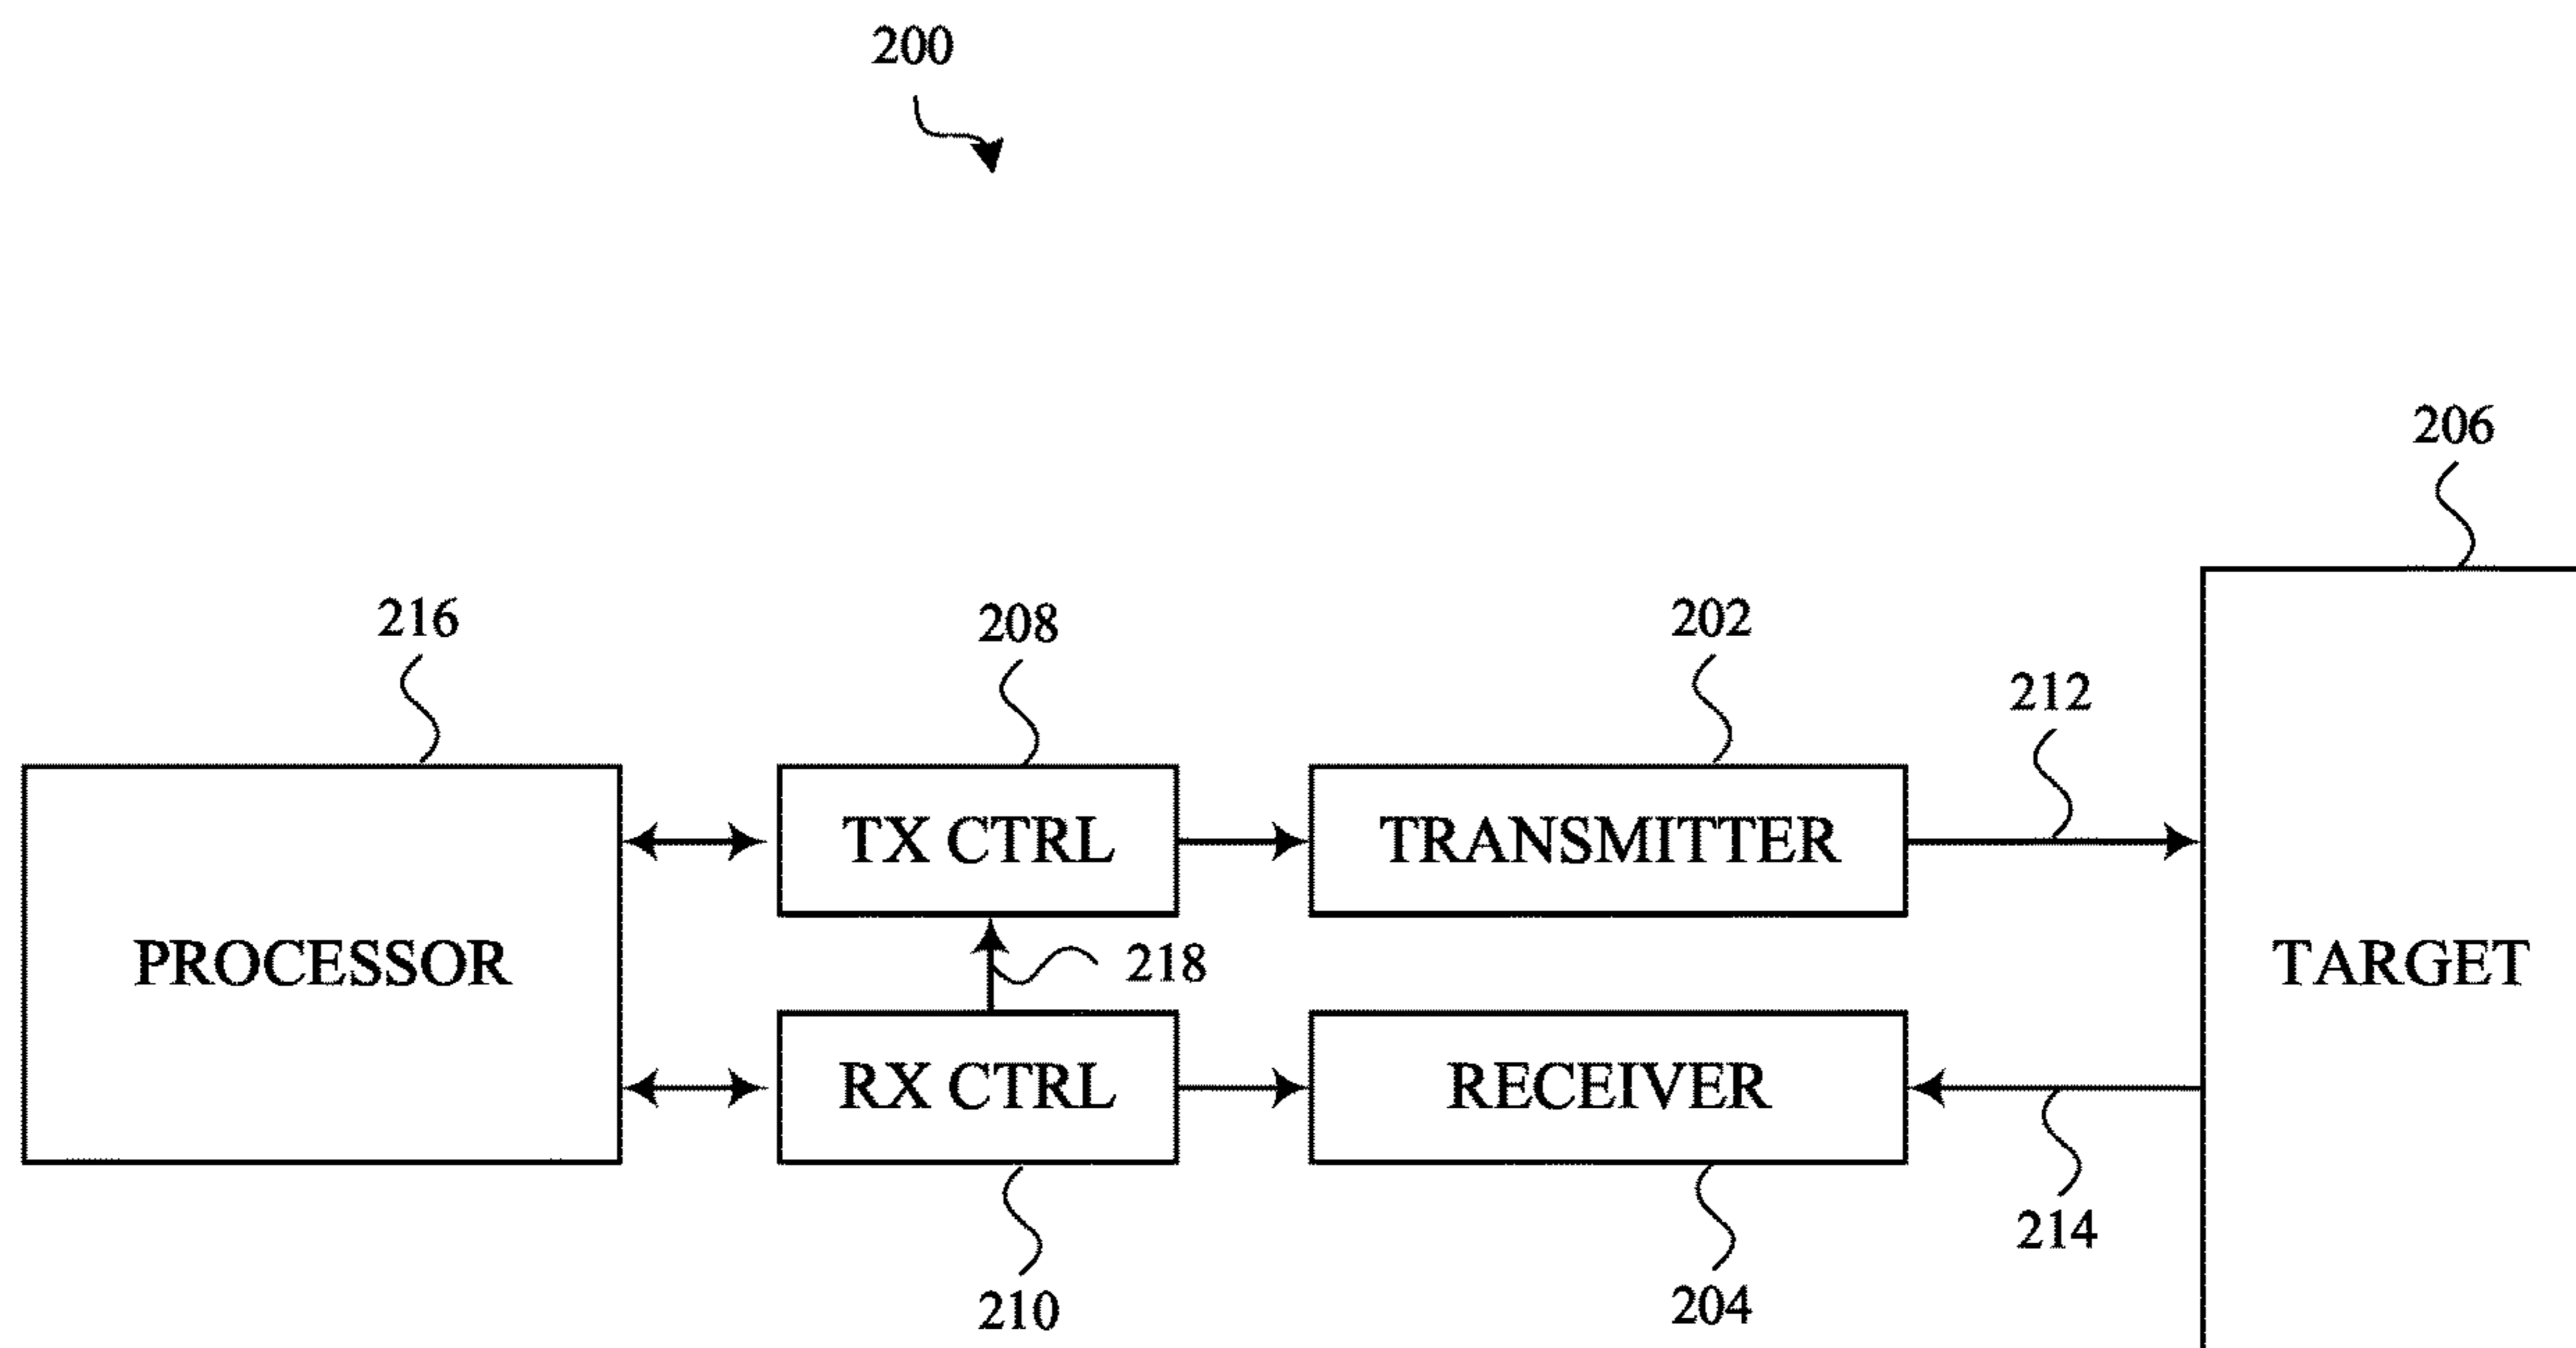 200
206
216
208
202
212
TX CTRL
TRANSMITTER
PROCESSOR
218
TARGET
RX CTRL
RECEIVER
214
210
204